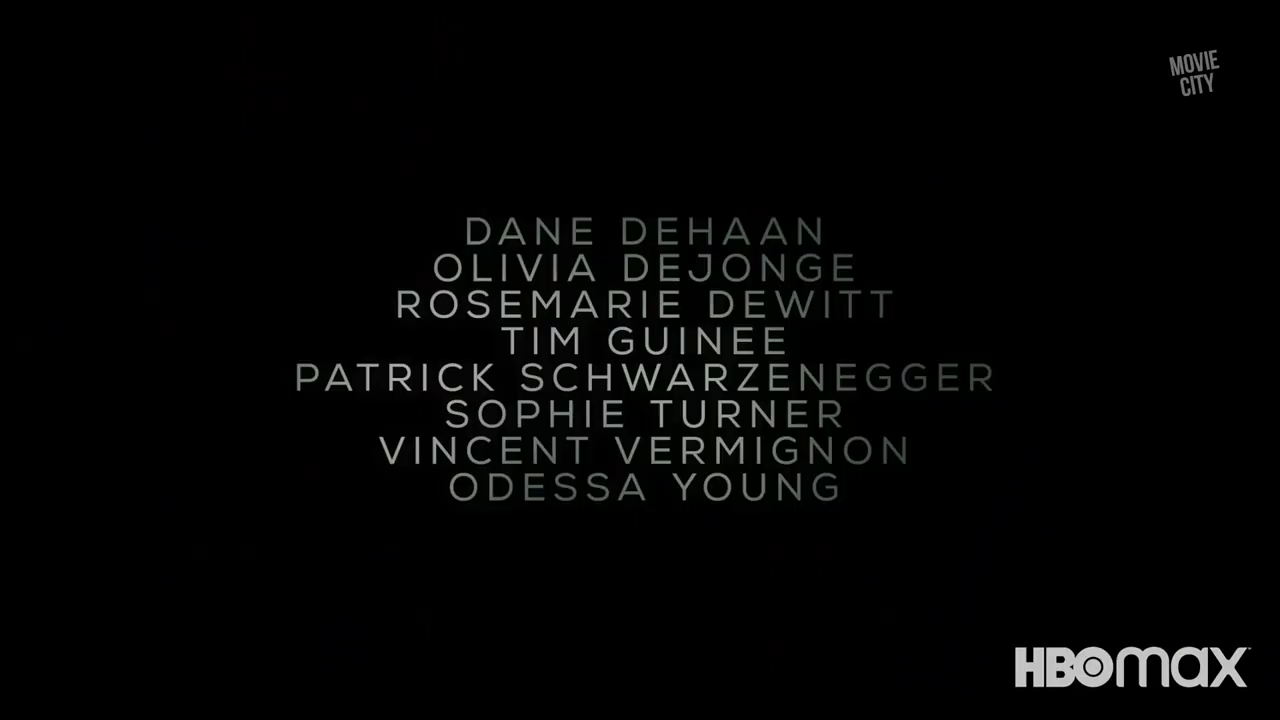 MOVIE
CITY
DANE DEHAAN
OLIVIA DEJONGE
ROSEMARIE DEWITT
TIM GUINEE
PATRICK SCHWARZENEGGER
SOPHIE TURNER
VINCENT VERMIGNON
ODESSA YOUNG
HBOmax